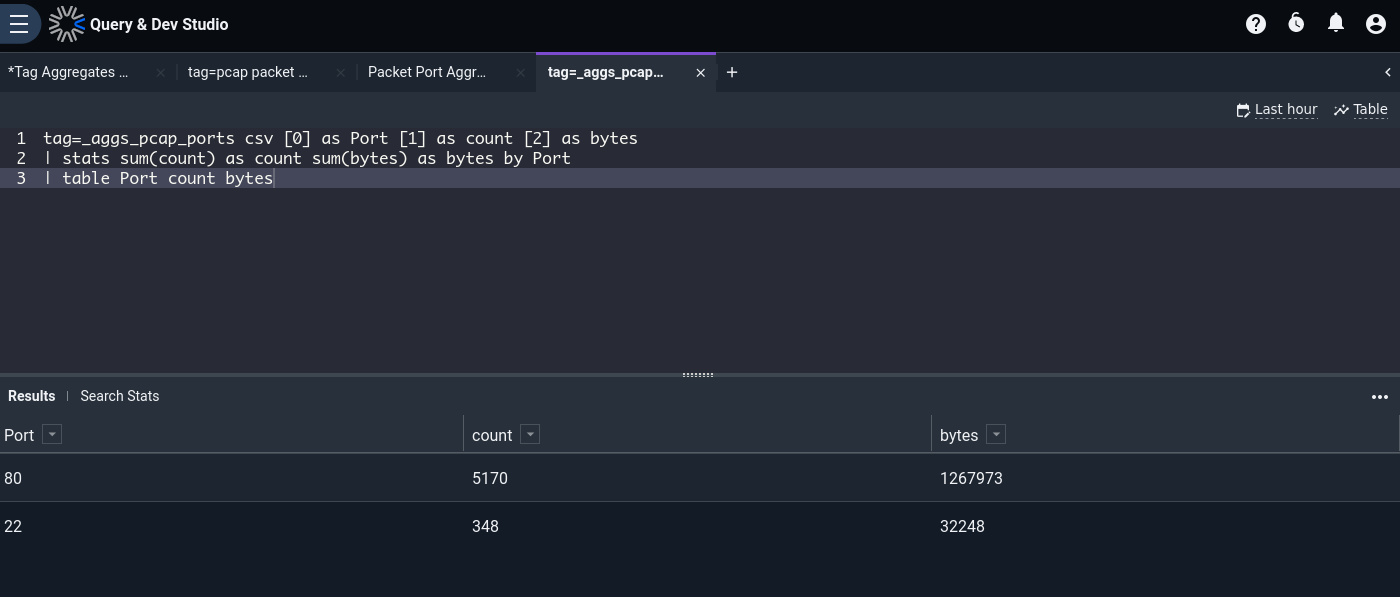 Query & Dev Studio
*Tag Aggregates ...
tag=pcap packet ...
Packet Port Aggr...
tag=_aggs_pcap...
Last hour
Table
1 tag=_aggs_pcap_ports csv [0] as Port [1] as count [2] as bytes
2 | stats sum(count) as count sum(bytes) as bytes by Port
3 | table Port count bytes
Results | Search Stats
Port count bytes
80 5170 1267973
22 348 32248